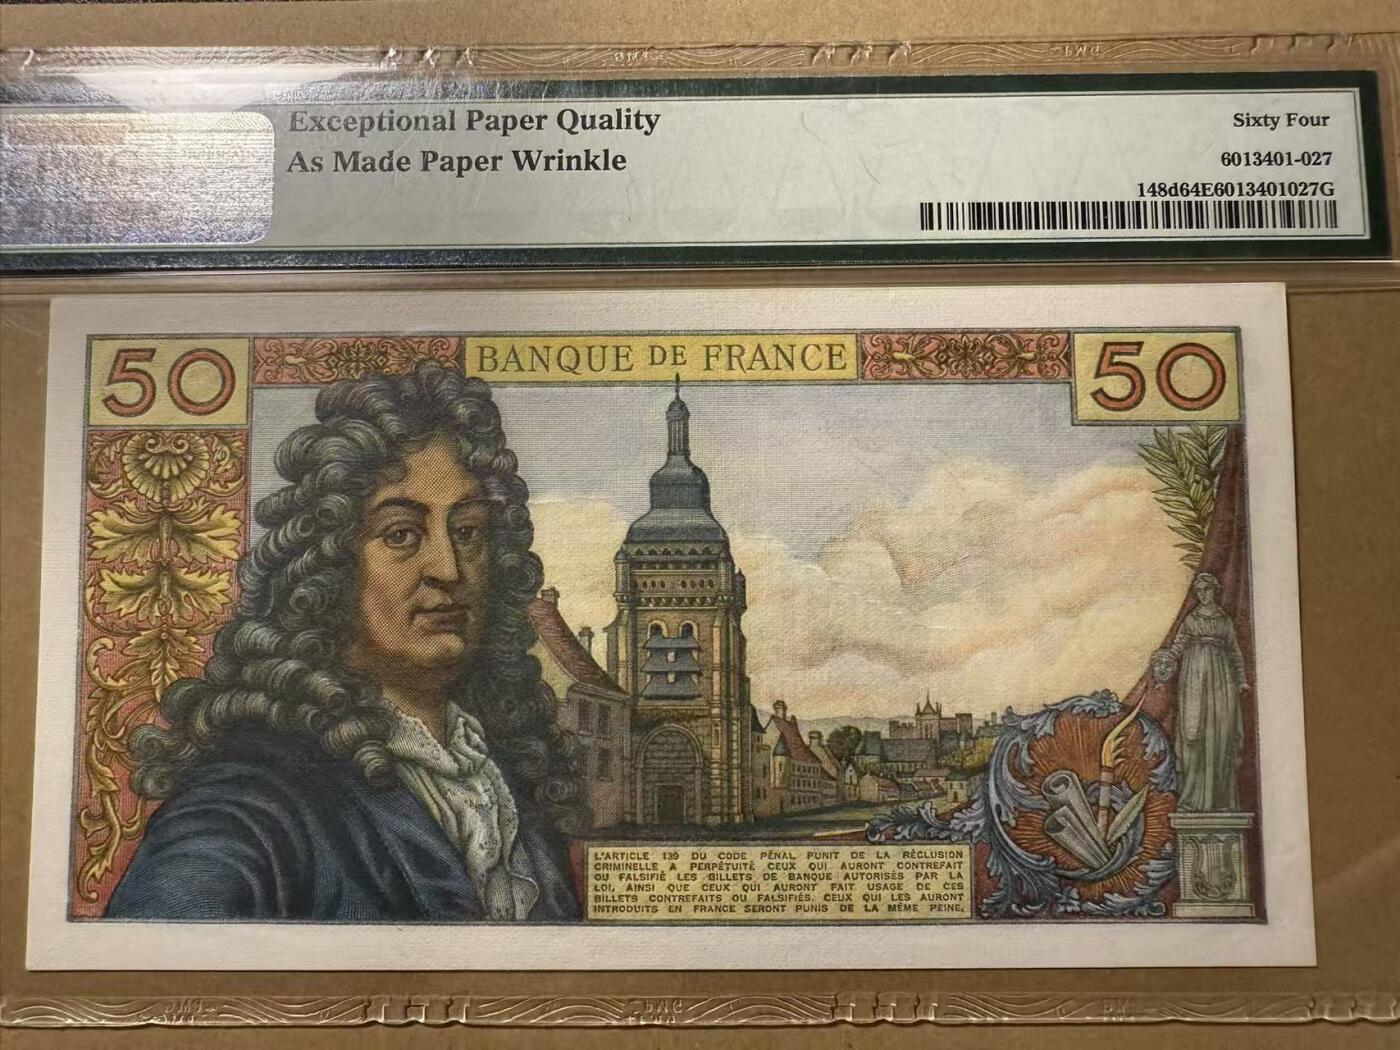 Exceptional Paper Quality
As Made Paper Wrinkle
Sixty Four
6013401-027
148d64E6013401027G
50
BANQUE DE FRANCE
50
L'ARTICLE 139 DU CODE PÉNAL PUNIT DE LA RÉCLUSION
CRIMINELLE A PERPÉTUITÉ CEUX QUI AURONT CONTREFAIT
OU FALSIFIÉ LES BILLETS DE BANQUE AUTORISÉS PAR LA
LOI, AINSI QUE CEUX QUI AURONT FAIT USAGE DE CES
BILLETS CONTREFAITS OU FALSIFIÉS. CEUX QUI LES AURONT
INTRODUITS EN FRANCE SERONT PUNIS DE LA MÊME PEINE.